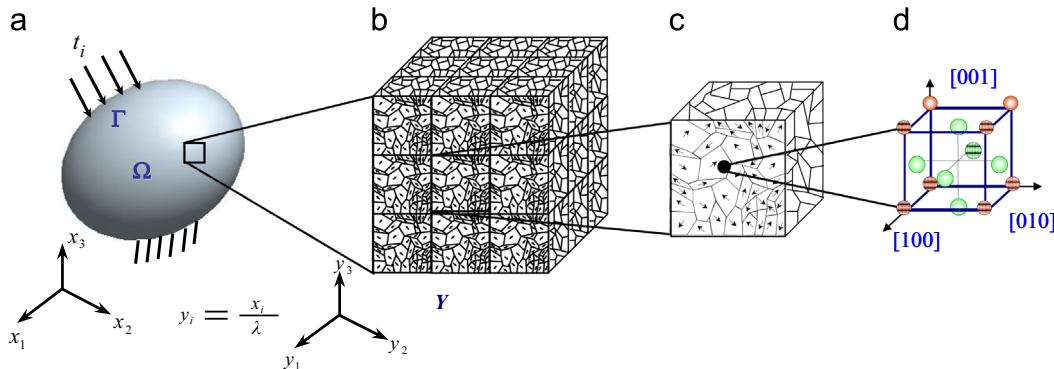 a
b
c
d
t_i
Γ
Ω
x_3
x_1
x_2
y_i = x_i / λ
y_3
y_1
y_2
Y
[001]
[010]
[100]